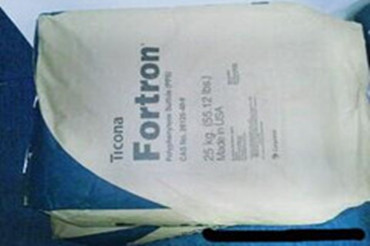 Ticona
Fortron®
Polyphenylene Sulfide (PPS)
25 kg. (55.12 lbs.)
Made in USA